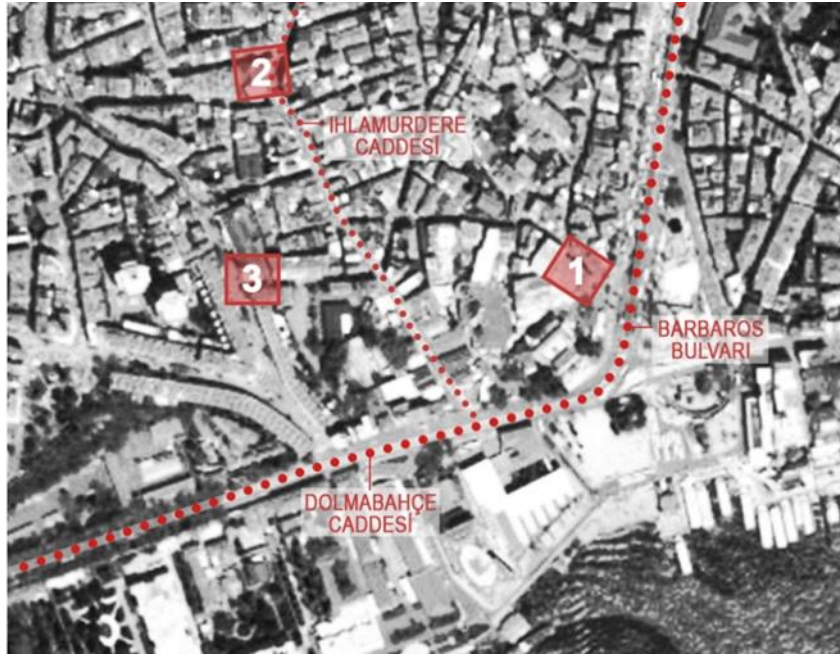 2
IHLAMURDERE
CADDESİ
3
1
BARBAROS
BULVARI
DOLMABAHÇE
CADDESİ